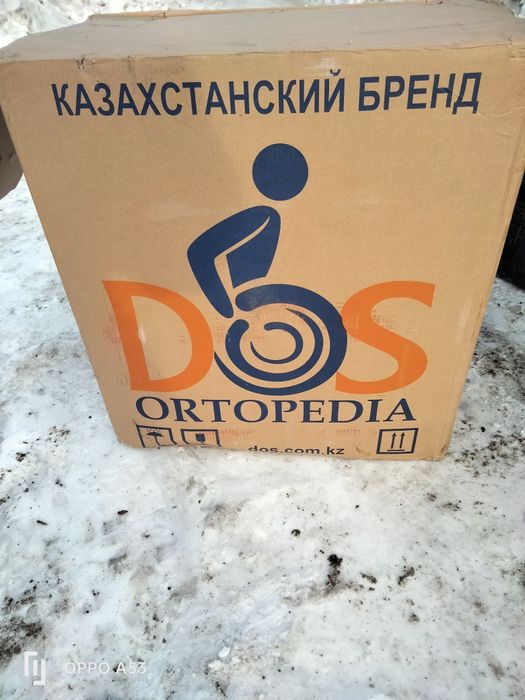 КАЗАХСТАНСКИЙ БРЕНД
DOS
ORTOPEDIA
dos.com.kz
OPPO A53